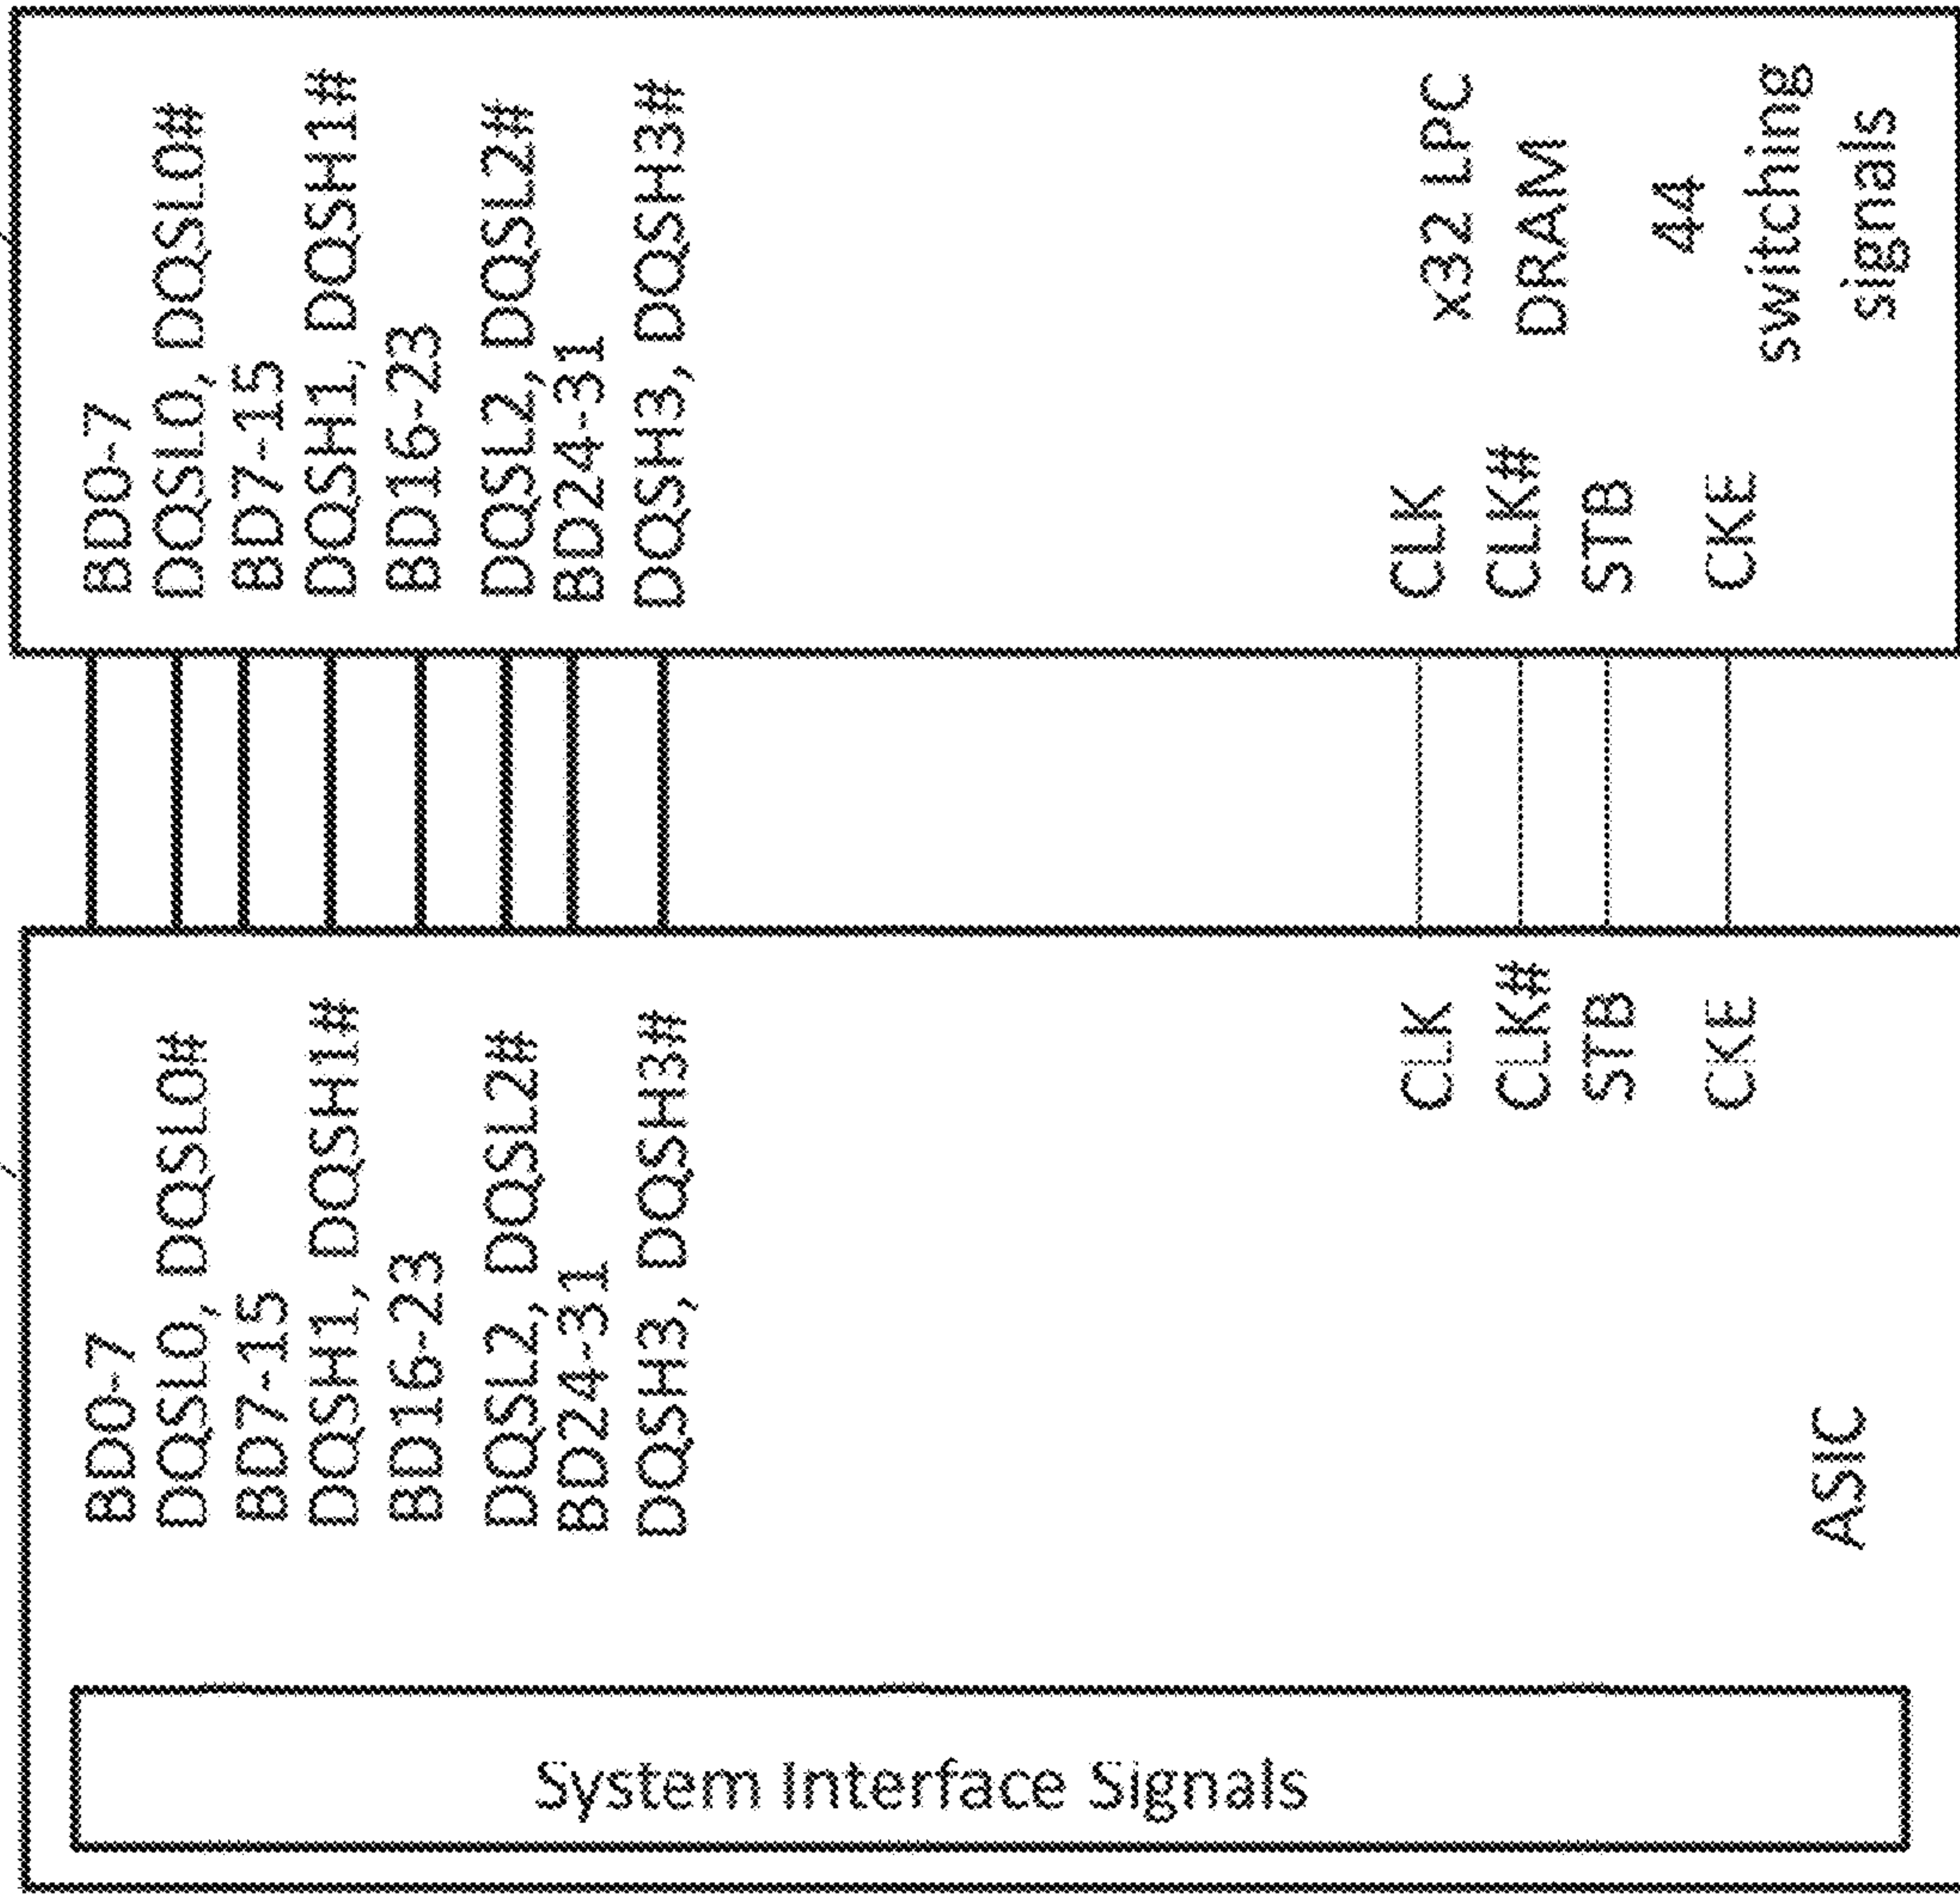 BD0-7
DQSL0, DQSL0#
BD7-15
DQSH1, DQSH1#
BD16-23
DQSL2, DQSL2#
BD24-31
DQSH3, DQSH3#
CLK
CLK#
STB
CKE
x32 LPC
DRAM
44
switching
signals
BD0-7
DQSL0, DQSL0#
BD7-15
DQSH1, DQSH1#
BD16-23
DQSL2, DQSL2#
BD24-31
DQSH3, DQSH3#
CLK
CLK#
STB
CKE
ASIC
System Interface Signals